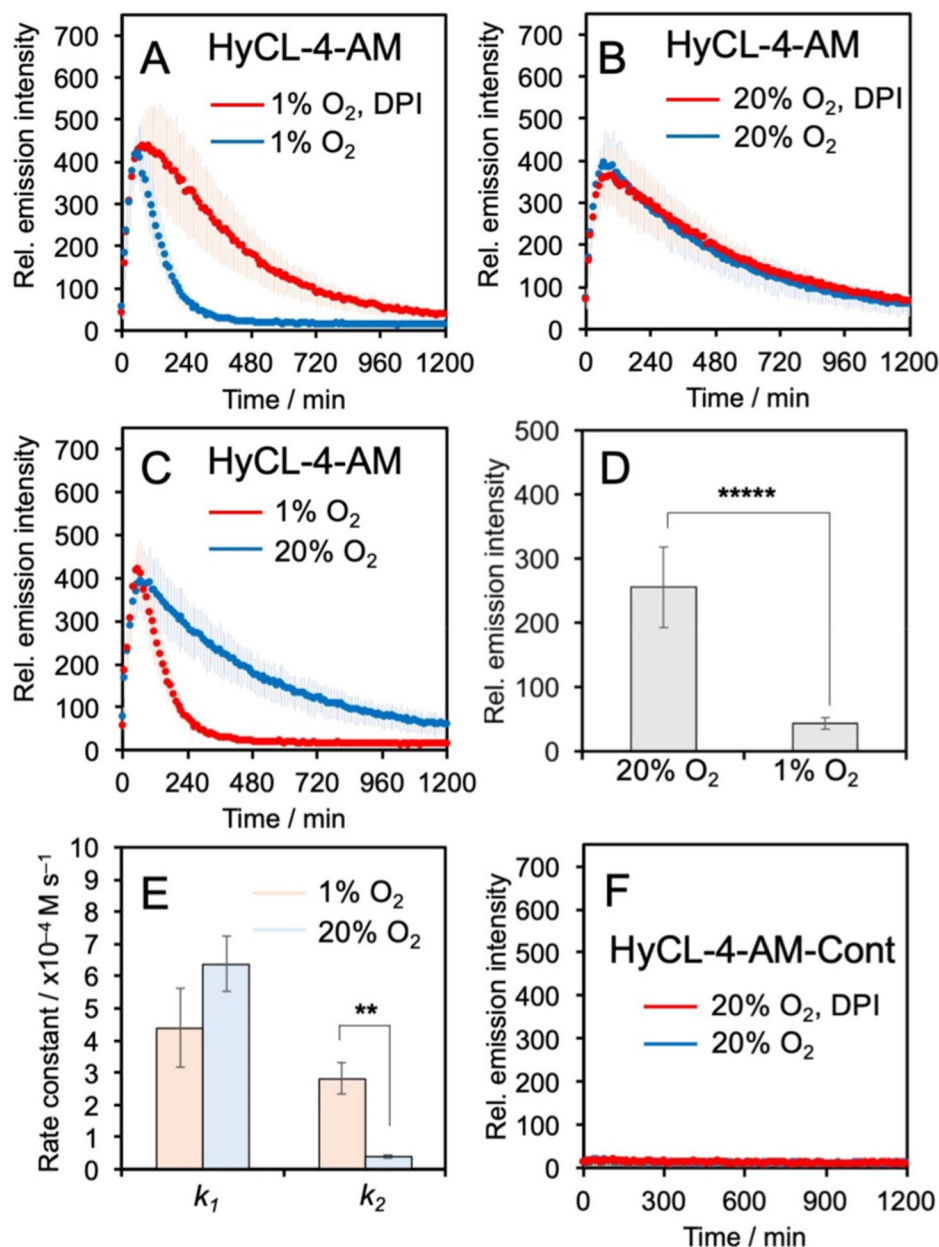 A
HyCL-4-AM
1% O₂, DPI
1% O₂
Rel. emission intensity
700
600
500
400
300
200
100
0
0 240 480 720 960 1200
Time / min
B
HyCL-4-AM
20% O₂, DPI
20% O₂
Rel. emission intensity
700
600
500
400
300
200
100
0
0 240 480 720 960 1200
Time / min
C
HyCL-4-AM
1% O₂
20% O₂
Rel. emission intensity
700
600
500
400
300
200
100
0
0 240 480 720 960 1200
Time / min
D
*****
Rel. emission intensity
500
400
300
200
100
0
20% O₂ 1% O₂
E
1% O₂
20% O₂
**
Rate constant / x10⁻⁴ M s⁻¹
10
9
8
7
6
5
4
3
2
1
0
k₁ k₂
F
HyCL-4-AM-Cont
20% O₂, DPI
20% O₂
Rel. emission intensity
700
600
500
400
300
200
100
0
0 300 600 900 1200
Time / min